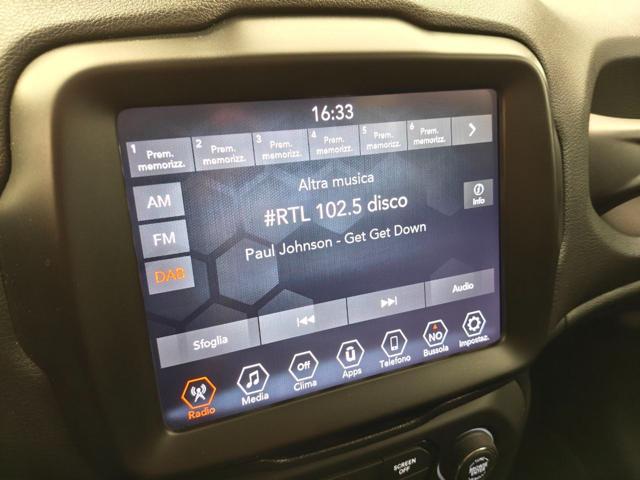 16:33
1 Prem. memorizz.
2 Prem. memorizz.
3 Prem. memorizz.
4 Prem. memorizz.
5 Prem. memorizz.
6 Prem. memorizz.
AM
Altra musica
Info
#RTL 102.5 disco
FM
Paul Johnson - Get Get Down
DAB
Sfoglia
Audio
Radio
Media
Off
Clima
ū
Apps
Telefono
NO
Bussola
Impostaz.
SCREEN
OFF
BROWSE
ENTER